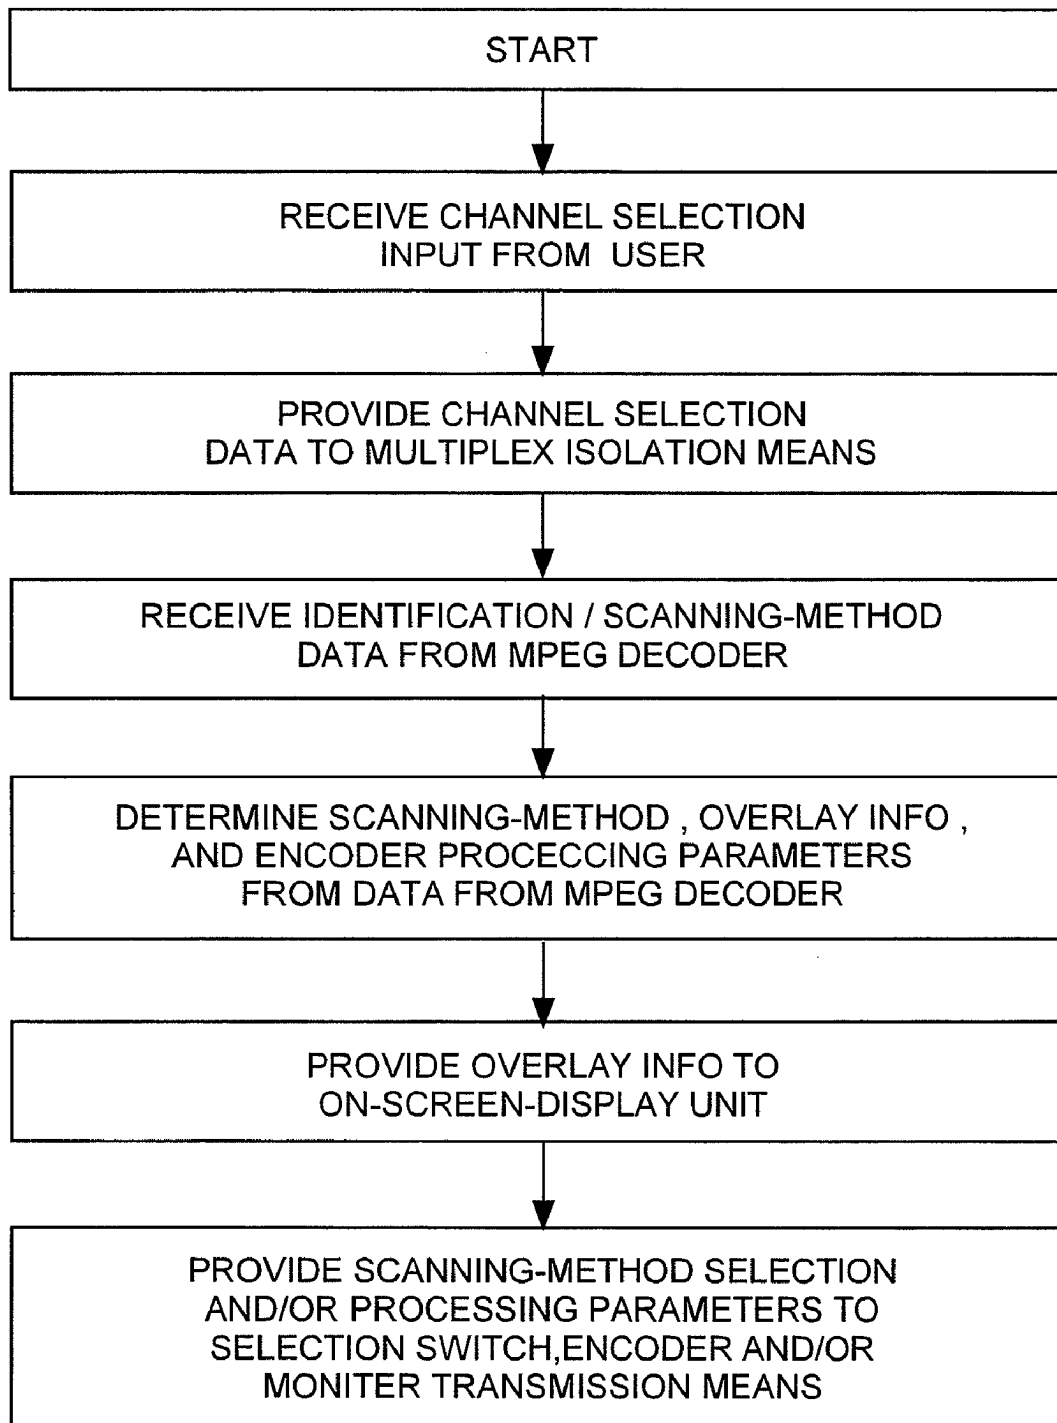 START
RECEIVE CHANNEL SELECTION
INPUT FROM USER
PROVIDE CHANNEL SELECTION
DATA TO MULTIPLEX ISOLATION MEANS
RECEIVE IDENTIFICATION / SCANNING-METHOD
DATA FROM MPEG DECODER
DETERMINE SCANNING-METHOD , OVERLAY INFO ,
AND ENCODER PROCECCING PARAMETERS
FROM DATA FROM MPEG DECODER
PROVIDE OVERLAY INFO TO
ON-SCREEN-DISPLAY UNIT
PROVIDE SCANNING-METHOD SELECTION
AND/OR PROCESSING PARAMETERS TO
SELECTION SWITCH,ENCODER AND/OR
MONITER TRANSMISSION MEANS